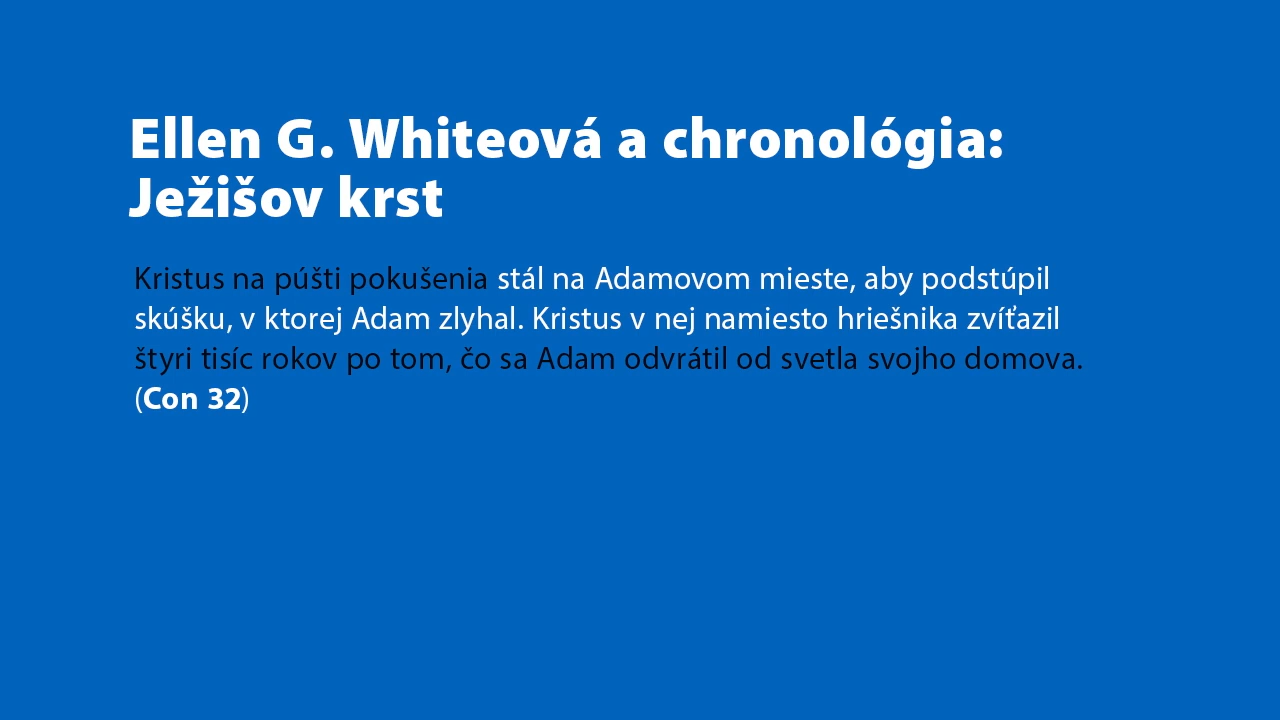 Ellen G. Whiteová a chronológia:
Ježišov krst
Kristus na púšti pokušenia stál na Adamovom mieste, aby podstúpil
skúšku, v ktorej Adam zlyhal. Kristus v nej namiesto hriešnika zvíťazil
štyri tisíc rokov po tom, čo sa Adam odvrátil od svetla svojho domova.
(Con 32)